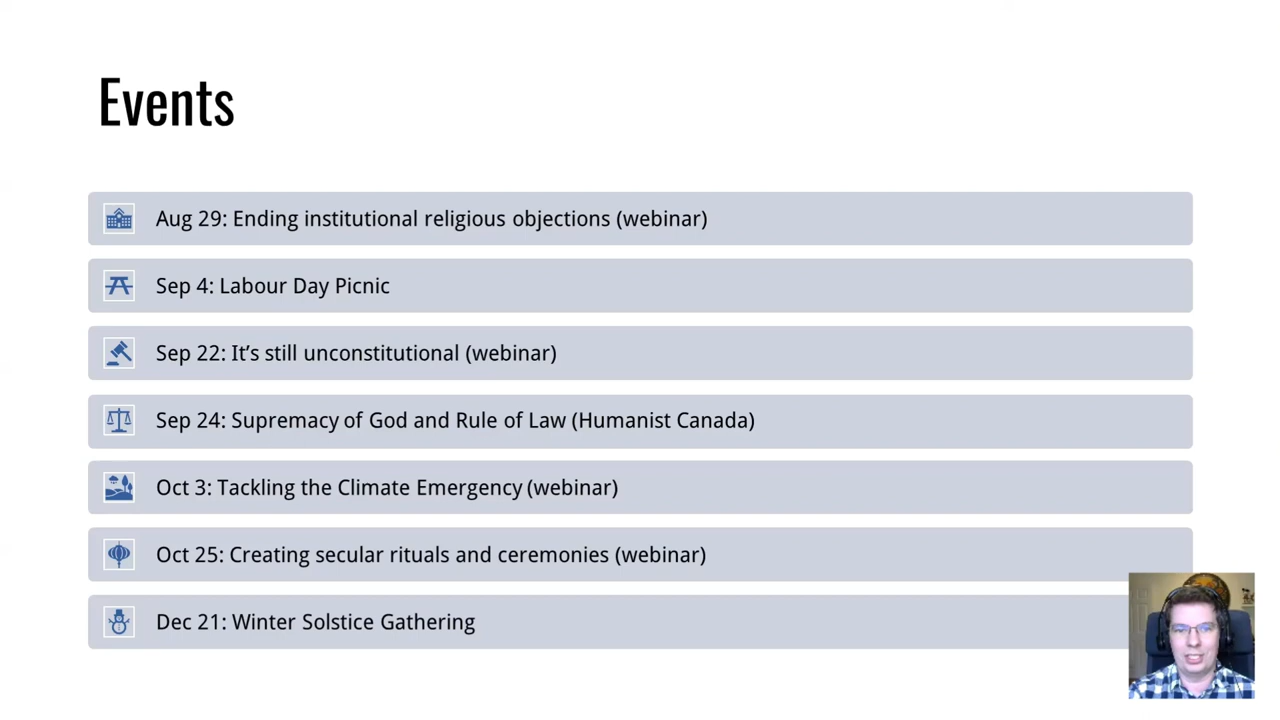 Events
Aug 29: Ending institutional religious objections (webinar)
Sep 4: Labour Day Picnic
Sep 22: It’s still unconstitutional (webinar)
Sep 24: Supremacy of God and Rule of Law (Humanist Canada)
Oct 3: Tackling the Climate Emergency (webinar)
Oct 25: Creating secular rituals and ceremonies (webinar)
Dec 21: Winter Solstice Gathering